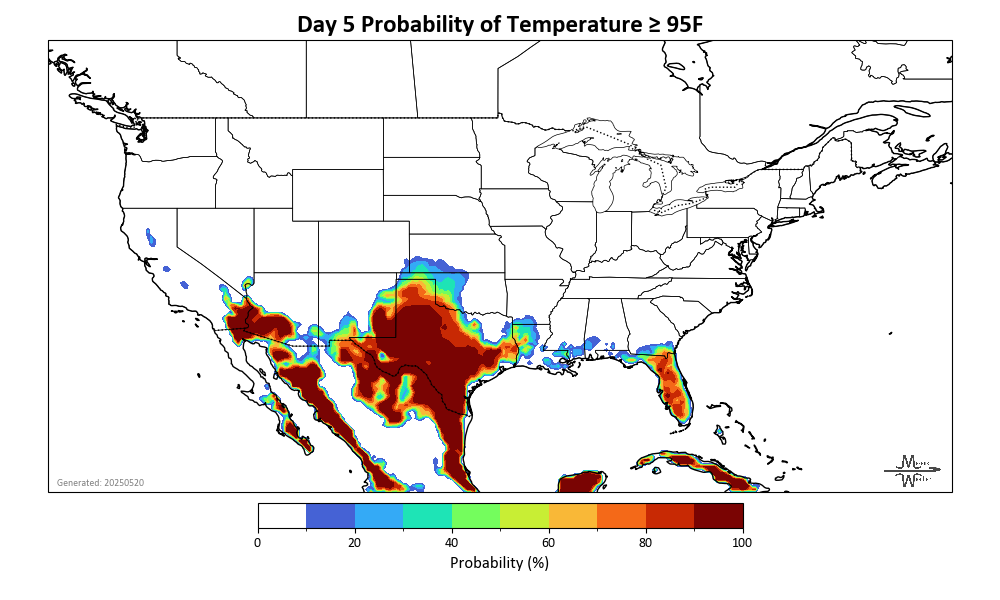 Day 5 Probability of Temperature ≥ 95F
Generated: 20250520
0 20 40 60 80 100
Probability (%)